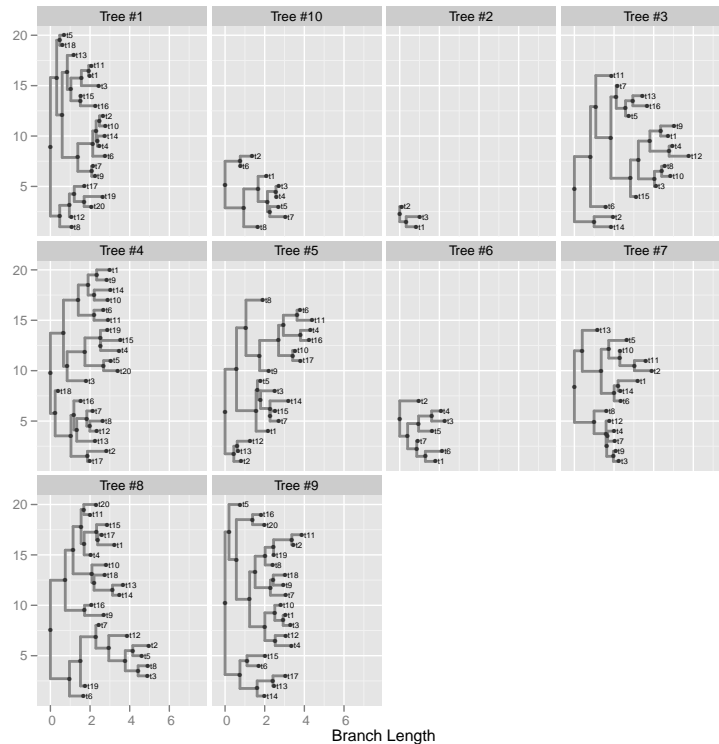 Tree #1
20
15
10
5
t5
t18
t13
t11
t1
t3
t15
t16
t2
t10
t14
t4
t6
t7
t9
t17
t19
t20
t12
t8
Tree #10
t2
t6
t1
t3
t4
t5
t7
t8
Tree #2
t2
t3
t1
Tree #3
t11
t7
t13
t16
t5
t9
t1
t4
t12
t8
t10
t3
t15
t6
t2
t14
Tree #4
20
15
10
5
t1
t9
t14
t10
t6
t11
t19
t15
t4
t5
t20
t3
t18
t16
t7
t8
t12
t13
t2
t17
Tree #5
t8
t6
t11
t4
t16
t10
t17
t9
t5
t3
t14
t15
t7
t1
t12
t13
t2
Tree #6
t2
t4
t3
t5
t7
t6
t1
Tree #7
t13
t5
t10
t11
t2
t1
t14
t6
t8
t12
t4
t7
t9
t3
Tree #8
20
15
10
5
t20
t11
t15
t17
t1
t4
t10
t18
t13
t14
t16
t9
t7
t12
t2
t5
t8
t3
t19
t6
Tree #9
t5
t16
t20
t11
t2
t19
t8
t18
t9
t7
t10
t1
t3
t12
t4
t15
t6
t17
t13
t14
0 2 4 6
0 2 4 6
Branch Length